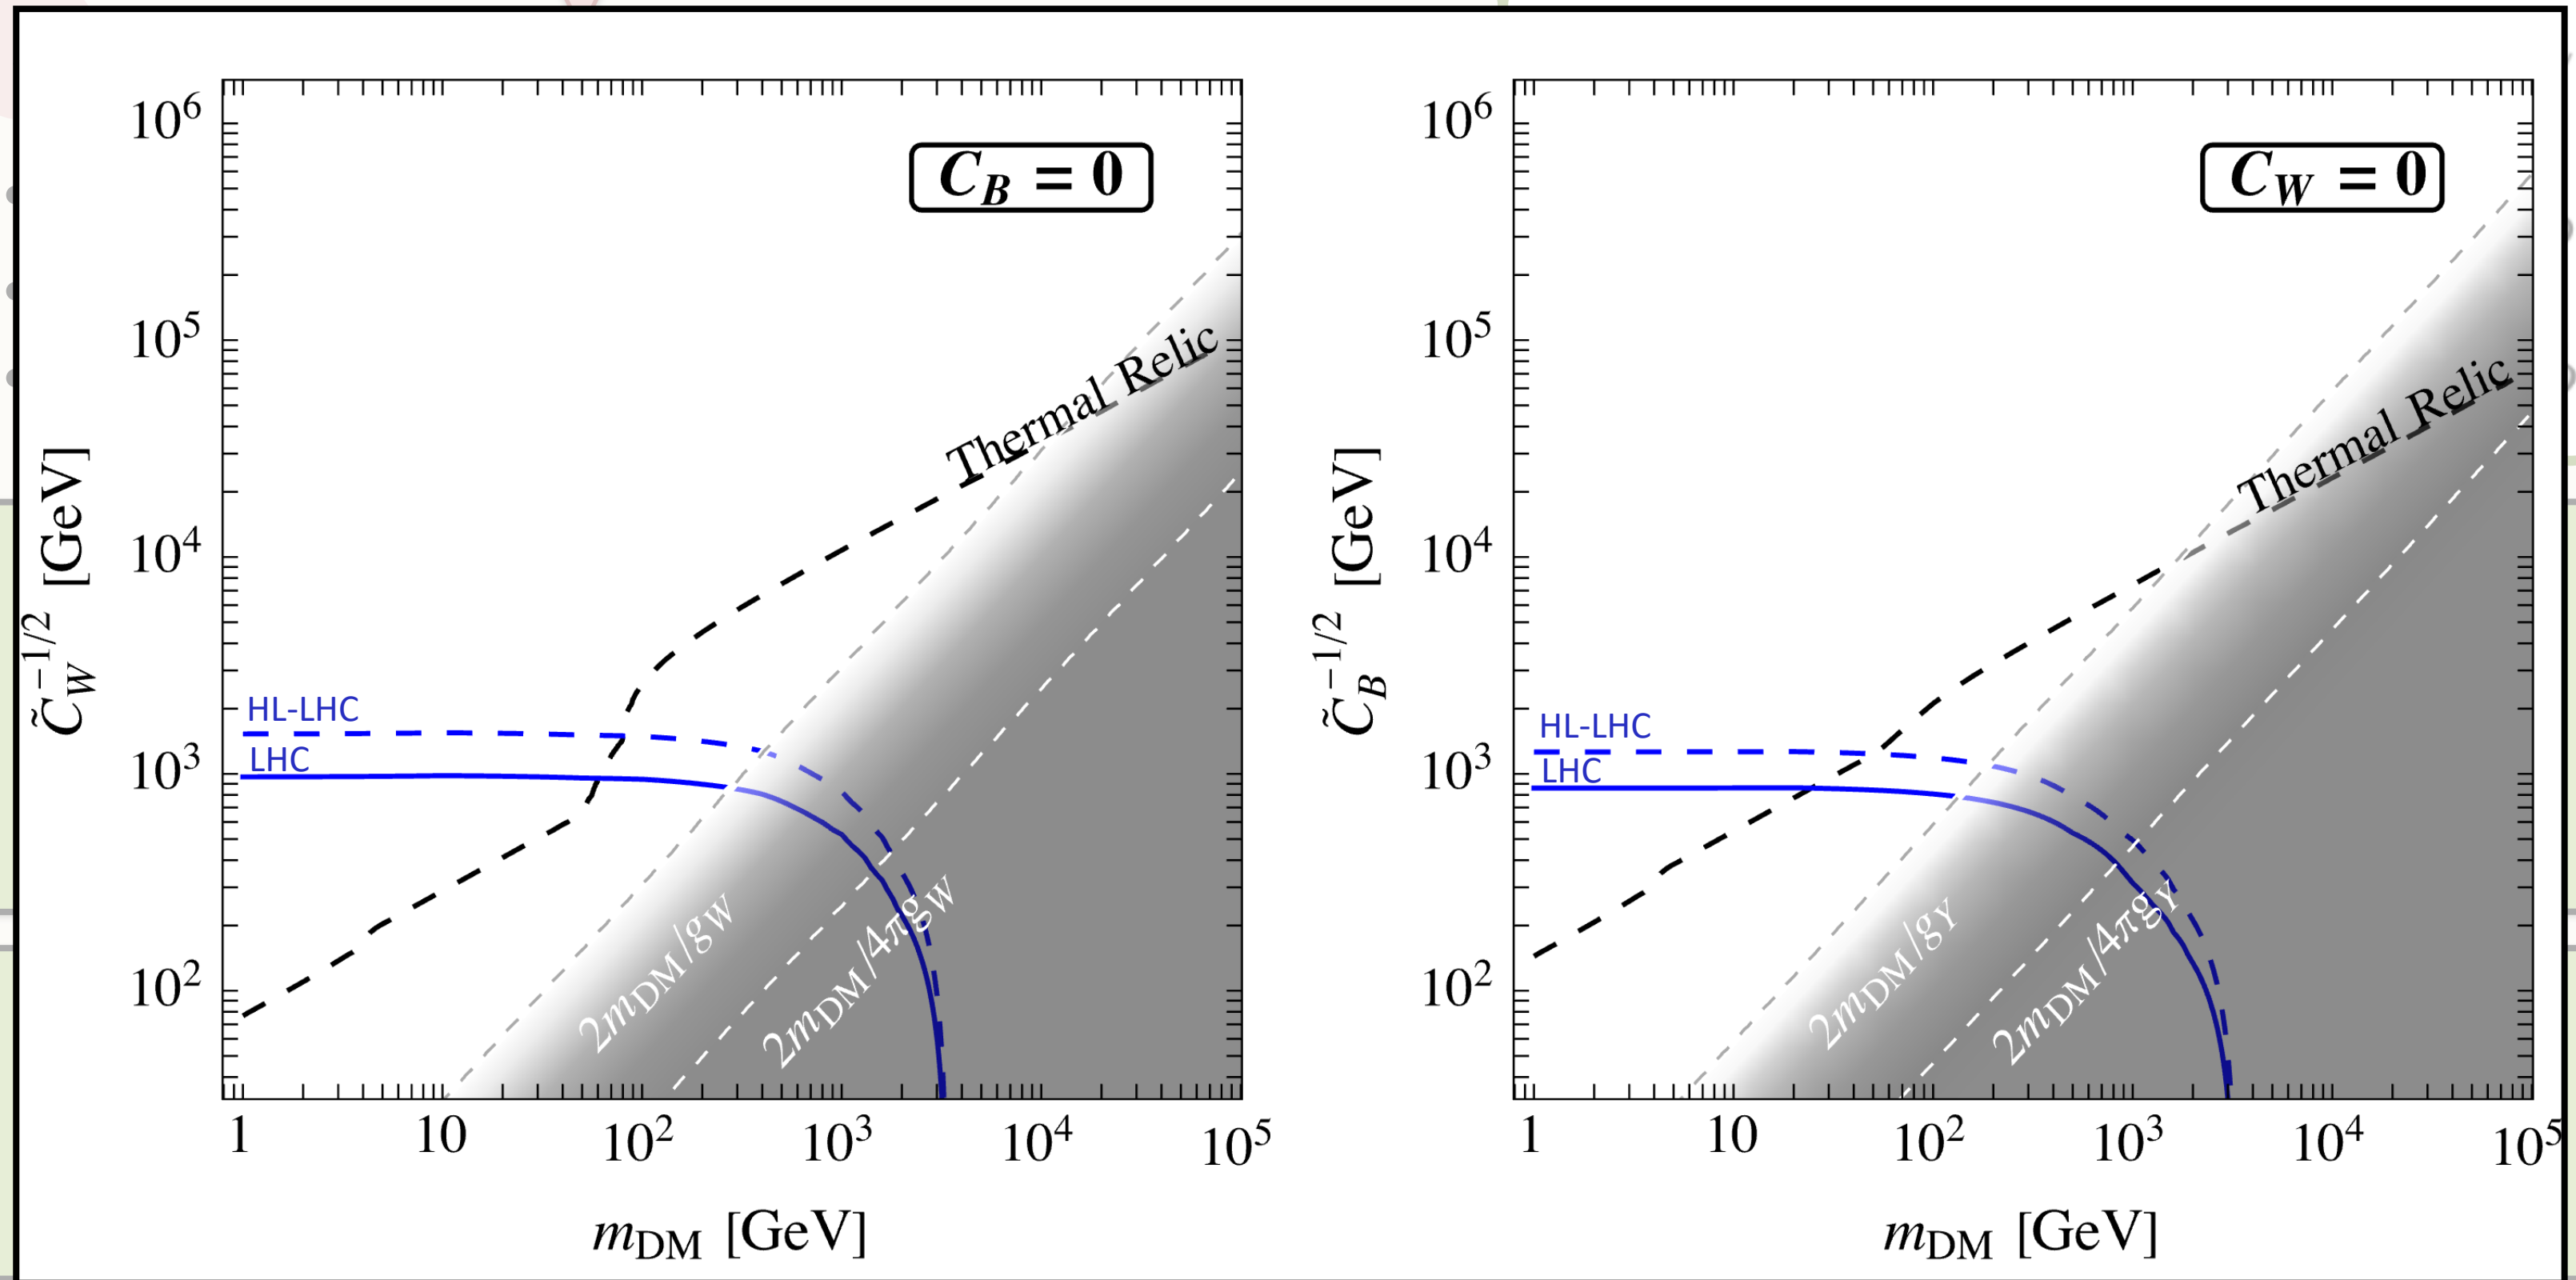 C_B = 0
10^6
10^5
10^4
10^3
10^2
C̃_W^{-1/2} [GeV]
Thermal Relic
HL-LHC
LHC
2m_DM/g_W
2m_DM/4πg_W
1 10 10^2 10^3 10^4 10^5
m_DM [GeV]
C_W = 0
10^6
10^5
10^4
10^3
10^2
C̃_B^{-1/2} [GeV]
Thermal Relic
HL-LHC
LHC
2m_DM/g_Y
2m_DM/4πg_Y
1 10 10^2 10^3 10^4 10^5
m_DM [GeV]